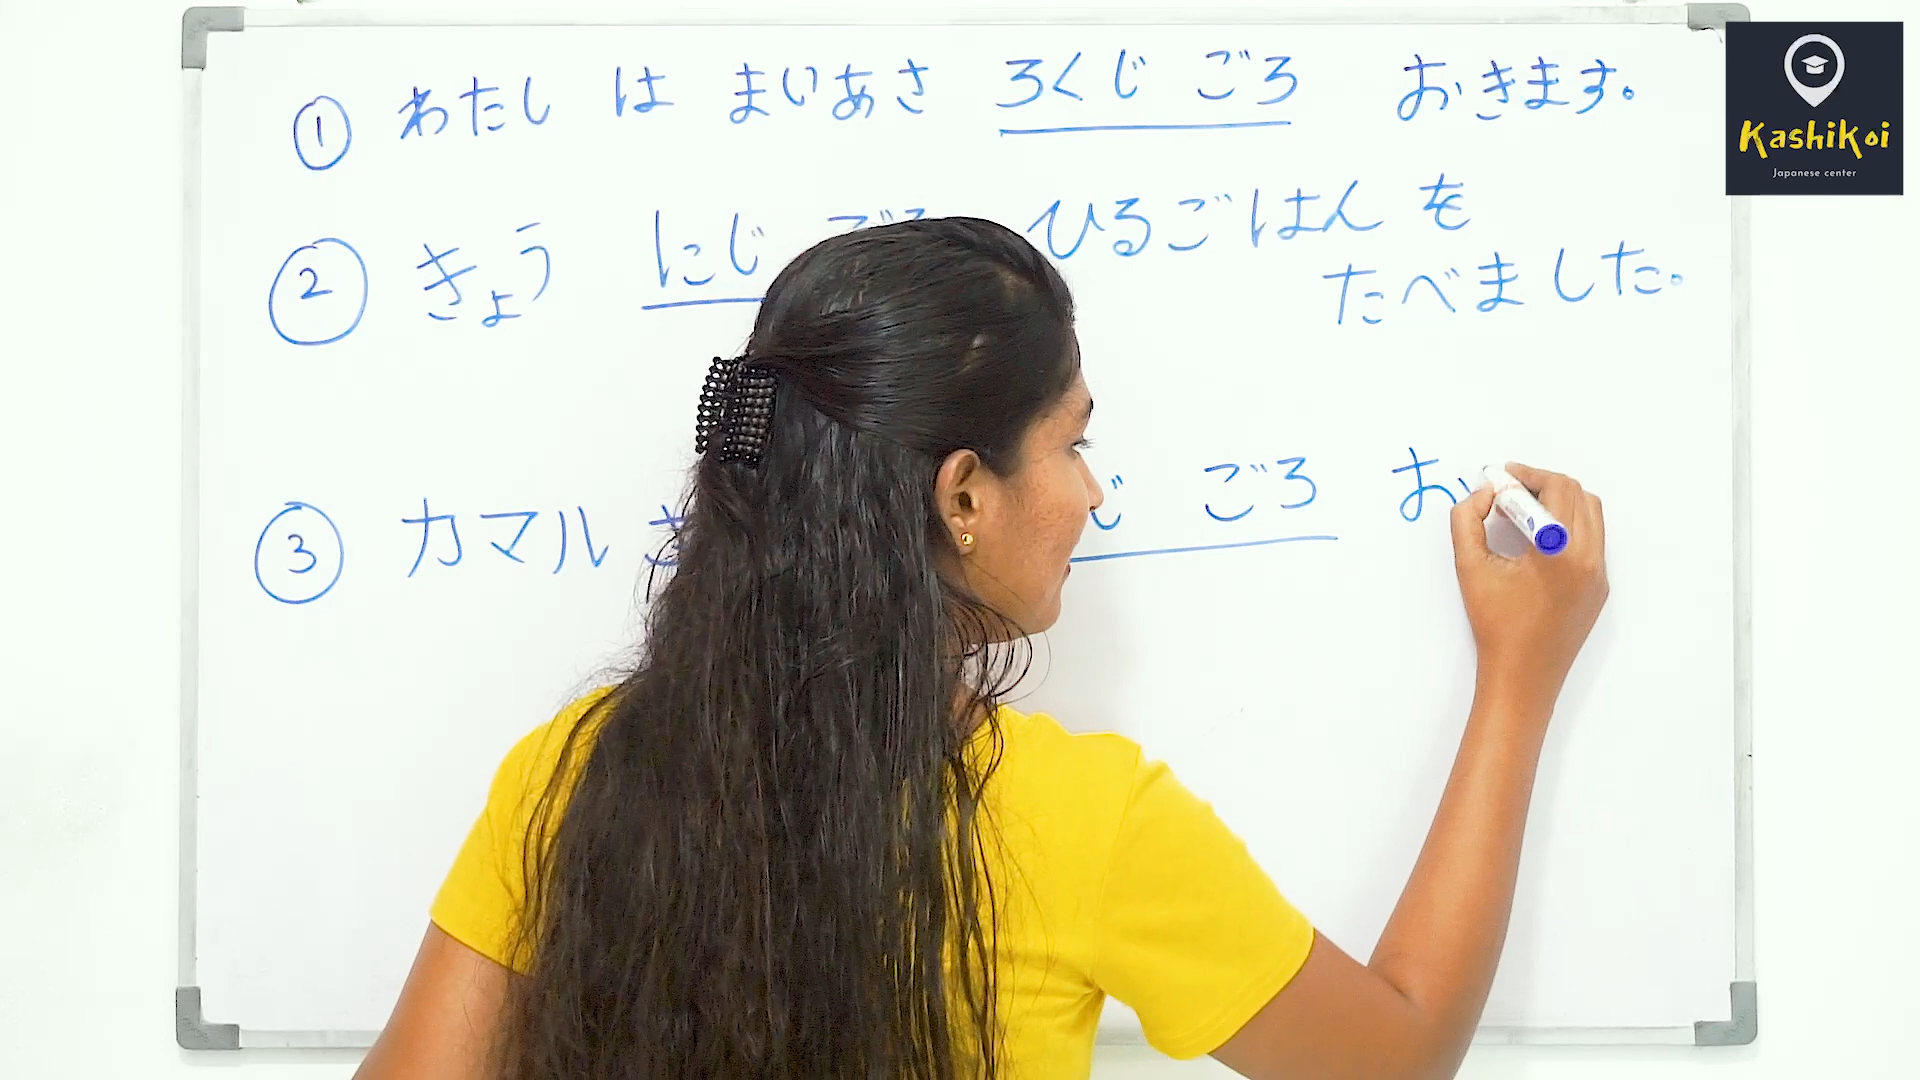 ① わたし は まいあさ ろくじ ごろ おきます。
② きょう にじ ごろ ひるごはん を
たべました。
③ カマル さ じ ごろ お
Kashikoi
Japanese center